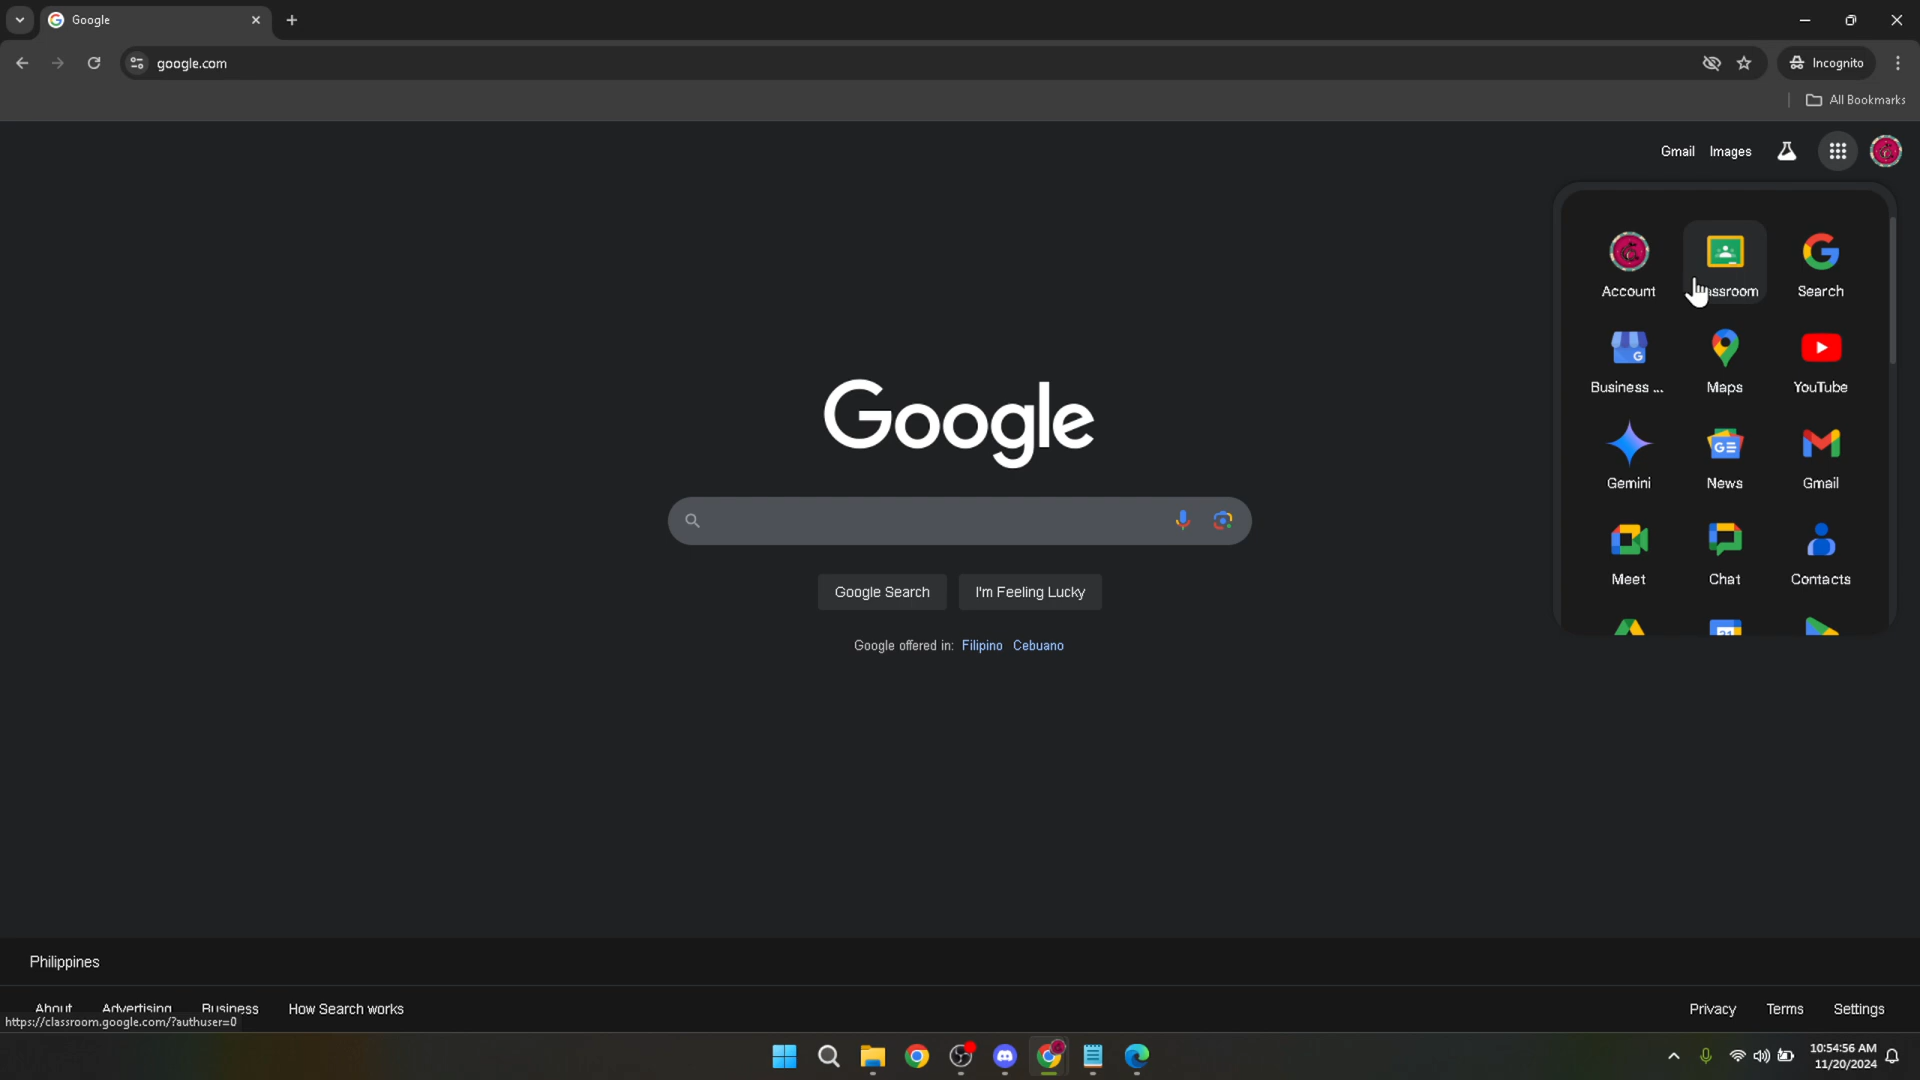 Google
google.com
Incognito
All Bookmarks
Gmail Images
Account
assroom
Search
Business ...
Maps
YouTube
Gemini
News
Gmail
Meet
Chat
Contacts
31
Google
Google Search
I'm Feeling Lucky
Google offered in: Filipino Cebuano
Philippines
About Advertising Business How Search works
Privacy Terms Settings
https://classroom.google.com/?authuser=0
10:54:56 AM
11/20/2024